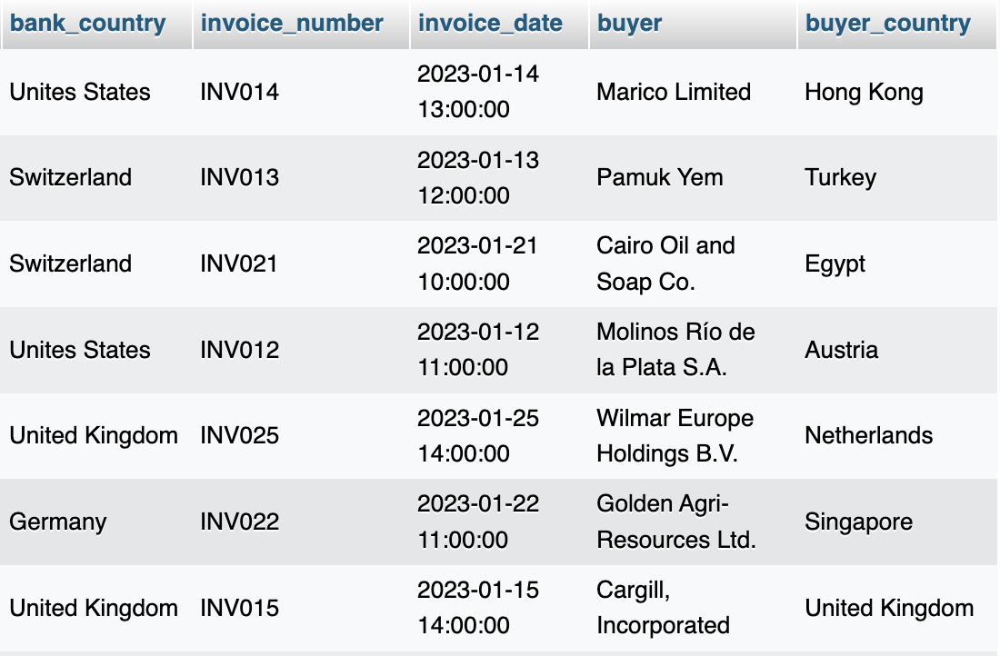 bank_country invoice_number invoice_date buyer buyer_country
Unites States INV014 2023-01-14 13:00:00 Marico Limited Hong Kong
Switzerland INV013 2023-01-13 12:00:00 Pamuk Yem Turkey
Switzerland INV021 2023-01-21 10:00:00 Cairo Oil and Soap Co. Egypt
Unites States INV012 2023-01-12 11:00:00 Molinos Río de la Plata S.A. Austria
United Kingdom INV025 2023-01-25 14:00:00 Wilmar Europe Holdings B.V. Netherlands
Germany INV022 2023-01-22 11:00:00 Golden Agri-Resources Ltd. Singapore
United Kingdom INV015 2023-01-15 14:00:00 Cargill, Incorporated United Kingdom